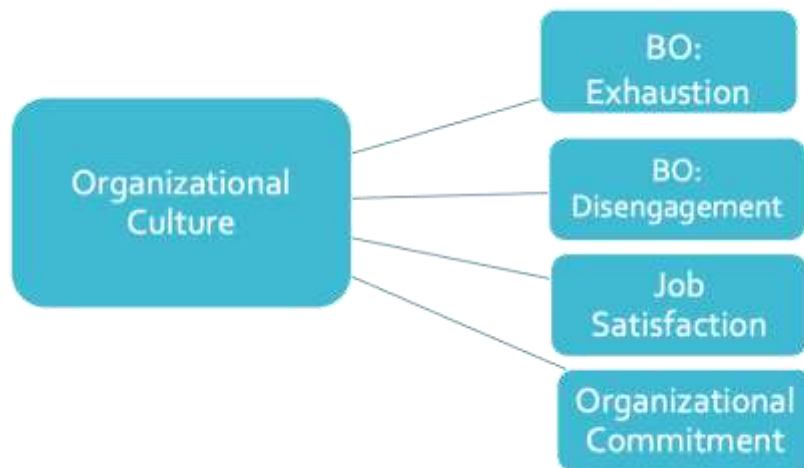 Organizational
Culture
BO:
Exhaustion
BO:
Disengagement
Job
Satisfaction
Organizational
Commitment